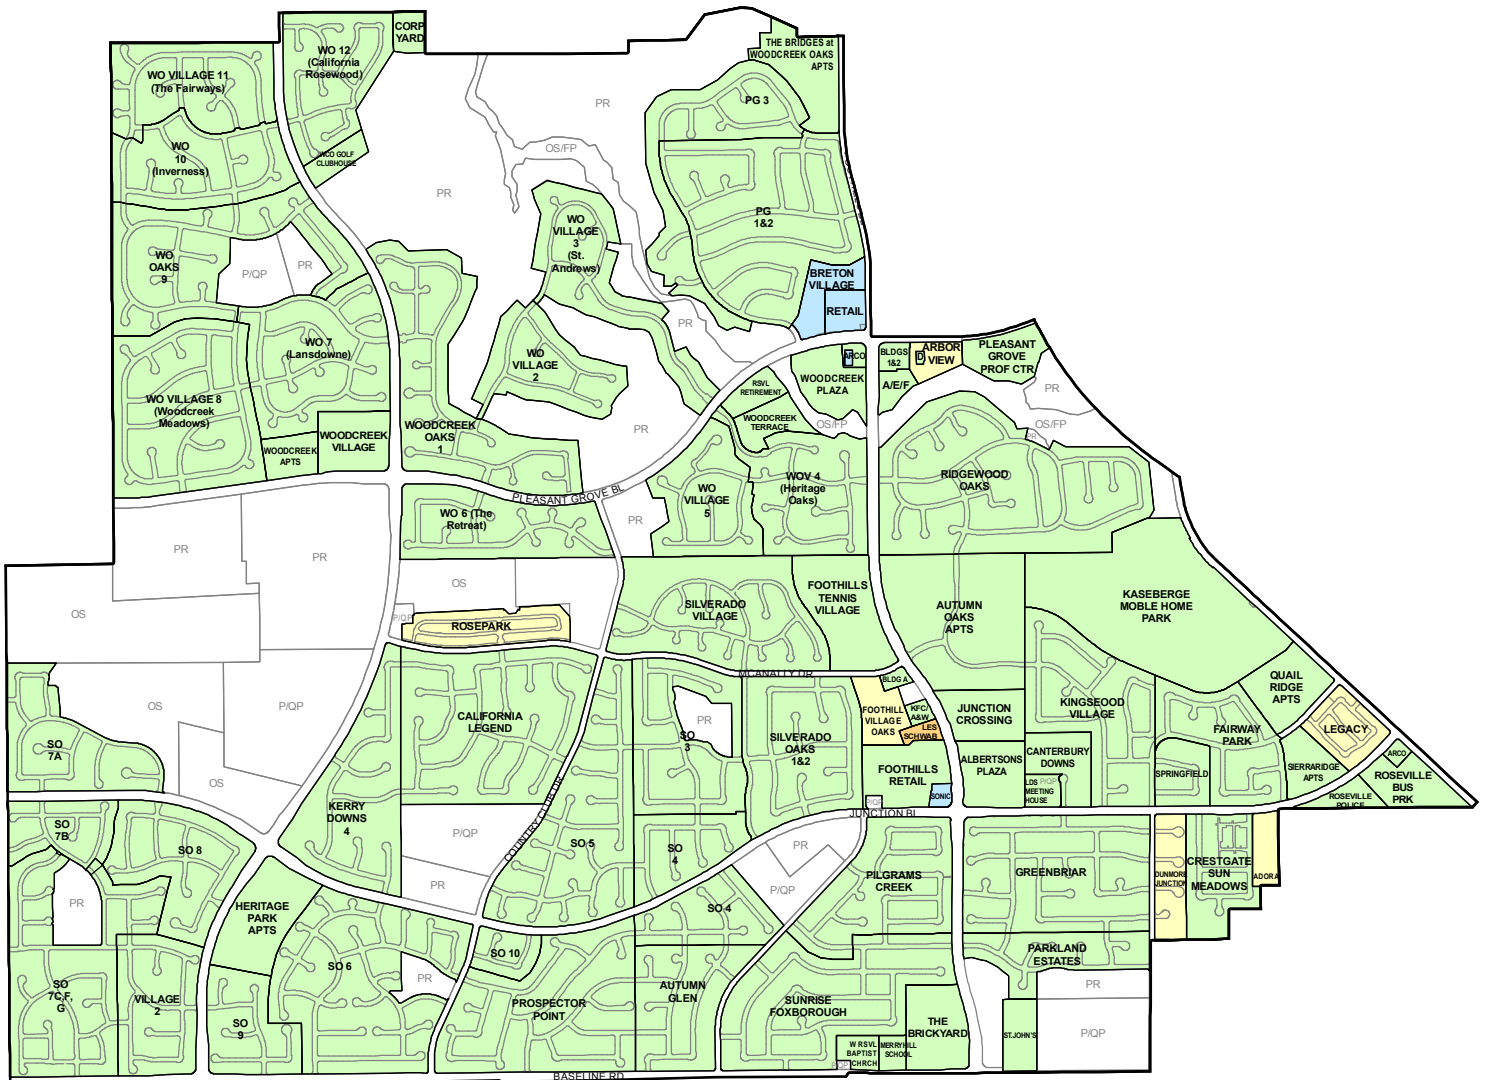 CORP
YARD
WO 12
(California
Rosewood)
THE BRIDGES at
WOODCREEK OAKS
APTS
WO VILLAGE 11
(The Fairways)
PR
PG 3
WO
10
(Inverness)
WCO GOLF
CLUBHOUSE
OS/FP
PR
WO
VILLAGE
3
(St.
Andrews)
PG
1&2
WO
OAKS
9
P/QP
PR
BRETON
VILLAGE
RETAIL
PR
WO 7
(Lansdowne)
WO
VILLAGE
2
ARCO
BLDGS
1&2
D
ARBOR
VIEW
PLEASANT
GROVE
PROF CTR
A/E/F
WOODCREEK
PLAZA
RSVL
RETIREMENT
PR
WO VILLAGE 8
(Woodcreek
Meadows)
WOODCREEK
OAKS
1
WOODCREEK
TERRACE
OS/FP
OS/FP
PR
PR
WOODCREEK
VILLAGE
WOODCREEK
APTS
PLEASANT GROVE BL
WO
VILLAGE
5
WOV 4
(Heritage
Oaks)
RIDGEWOOD
OAKS
WO 6 (The
Retreat)
PR
PR
PR
OS
OS
P/QP
ROSEPARK
SILVERADO
VILLAGE
FOOTHILLS
TENNIS
VILLAGE
AUTUMN
OAKS
APTS
KASEBERGE
MOBLE HOME
PARK
MCANALLY DR
BLDG A
QUAIL
RIDGE
APTS
OS
P/QP
CALIFORNIA
LEGEND
PR
SO
3
SILVERADO
OAKS
1&2
FOOTHILL
VILLAGE
OAKS
KFC/
A&W
LES
SCHWAB
JUNCTION
CROSSING
KINGSEOOD
VILLAGE
FAIRWAY
PARK
LEGACY
SO
7A
OS
FOOTHILLS
RETAIL
ALBERTSONS
PLAZA
CANTERBURY
DOWNS
SPRINGFIELD
SIERRARIDGE
APTS
ARCO
ROSEVILLE
BUS
PRK
LDS
MEETING
HOUSE
P/QP
SONIC
P/QP
ROSEVILLE
POLICE
KERRY
DOWNS
4
COUNTRY CLUB DR
JUNCTION BL
SO
7B
SO 8
P/QP
SO 5
SO
4
PR
PILGRAMS
CREEK
GREENBRIAR
DUNMORE
JUNCTION
CRESTGATE
SUN
MEADOWS
ADORA
PR
PR
P/QP
HERITAGE
PARK
APTS
SO 4
SO 10
PARKLAND
ESTATES
SO 6
PR
PR
SO
7C,F,
G
VILLAGE
2
PROSPECTOR
POINT
AUTUMN
GLEN
SUNRISE
FOXBOROUGH
SO
9
THE
BRICKYARD
ST.JOHN'S
P/QP
W RSVL
BAPTIST
CHRCH
MERRYHILL
SCHOOL
P/QP
BASELINE RD